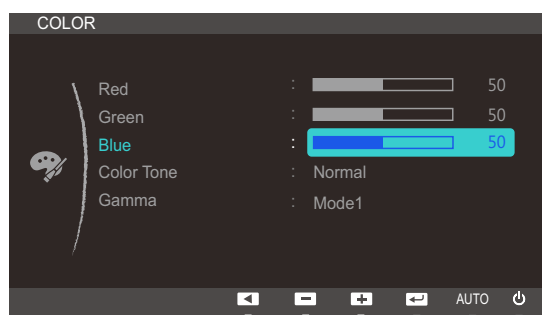 COLOR
Red : 50
Green : 50
Blue : 50
Color Tone : Normal
Gamma : Mode1
AUTO